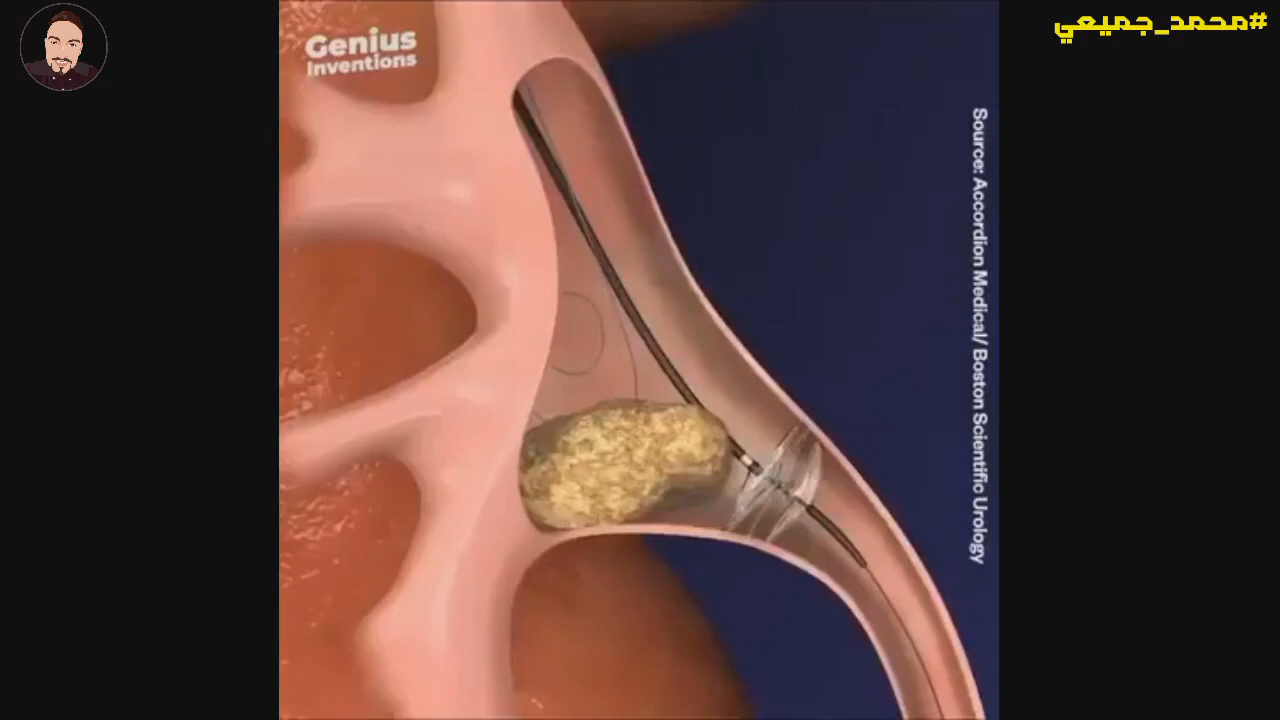 Genius
Inventions
#محمد_جميعي
Source: Accordion Medical/ Boston Scientific Urology